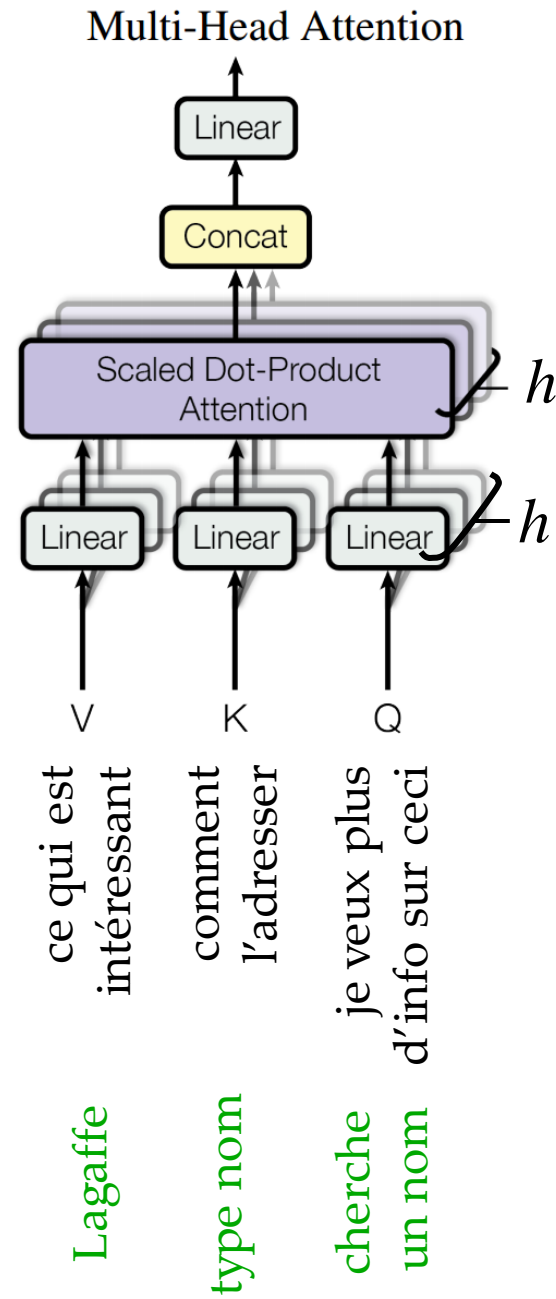 Multi-Head Attention
Linear
Concat
Scaled Dot-Product
Attention
h
Linear
Linear
Linear
h
V
K
Q
ce qui est
intéressant
comment
l'adresser
je veux plus
d'info sur ceci
Lagaffe
type nom
cherche
un nom